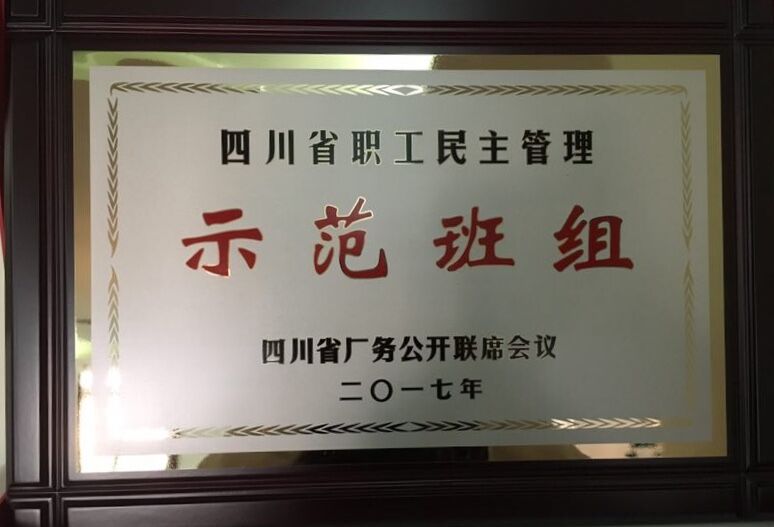 四川省职工民主管理
示范班组
四川省厂务公开联席会议
二〇一七年